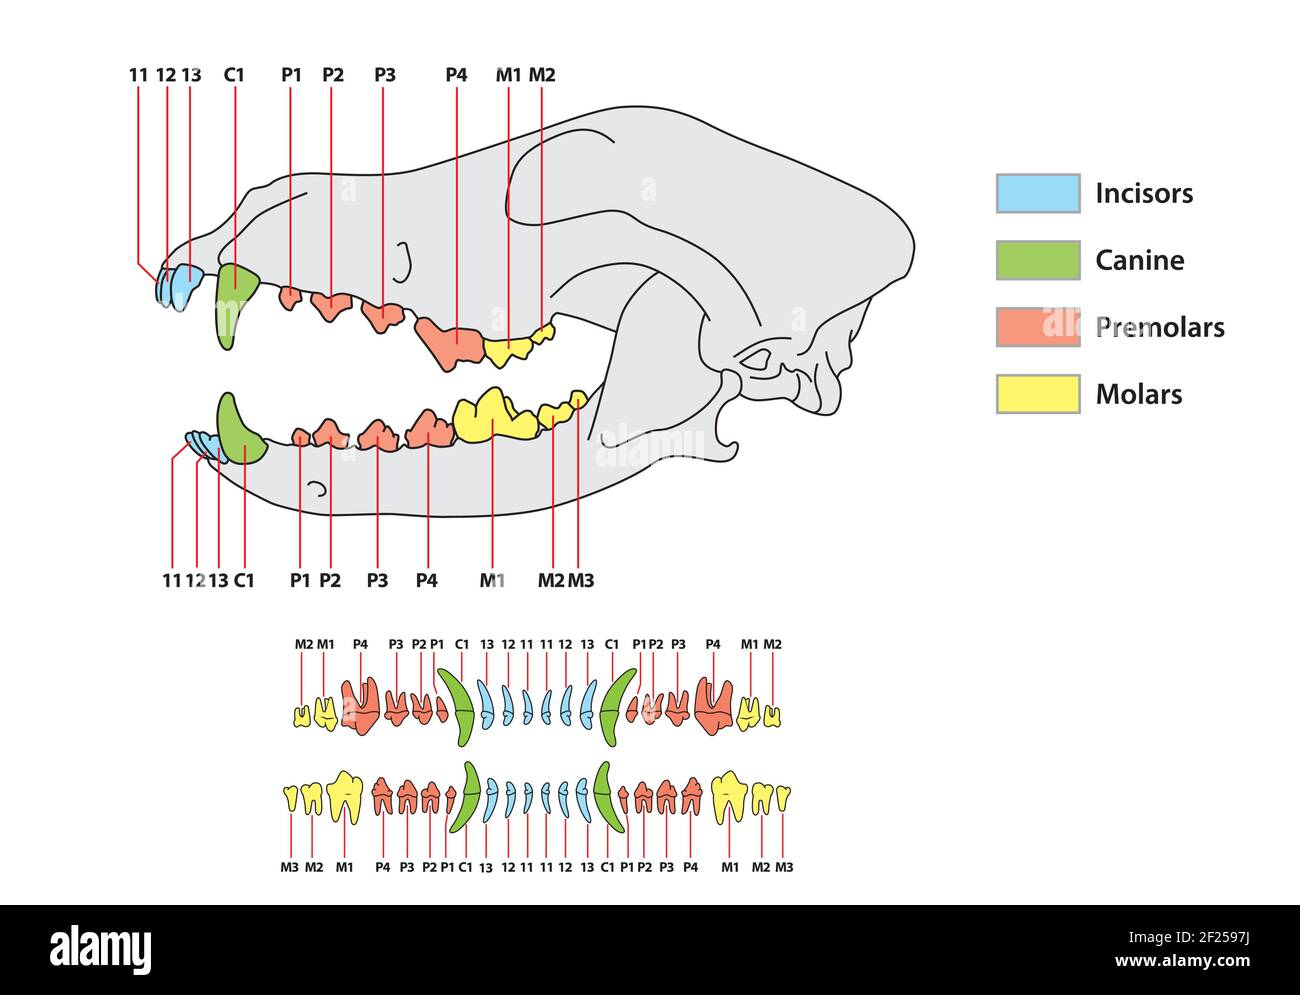 11 12 13 C1 P1 P2 P3 P4 M1 M2
Incisors
Canine
Premolars
Molars
11 12 13 C1 P1 P2 P3 P4 M1 M2 M3
M2 M1 P4 P3 P2 P1 C1 13 12 11 11 12 13 C1 P1 P2 P3 P4 M1 M2
M3 M2 M1 P4 P3 P2 P1 C1 13 12 11 11 12 13 C1 P1 P2 P3 P4 M1 M2 M3
a a a
a a
alamy
alamy
Image ID: 2F2597J
www.alamy.com